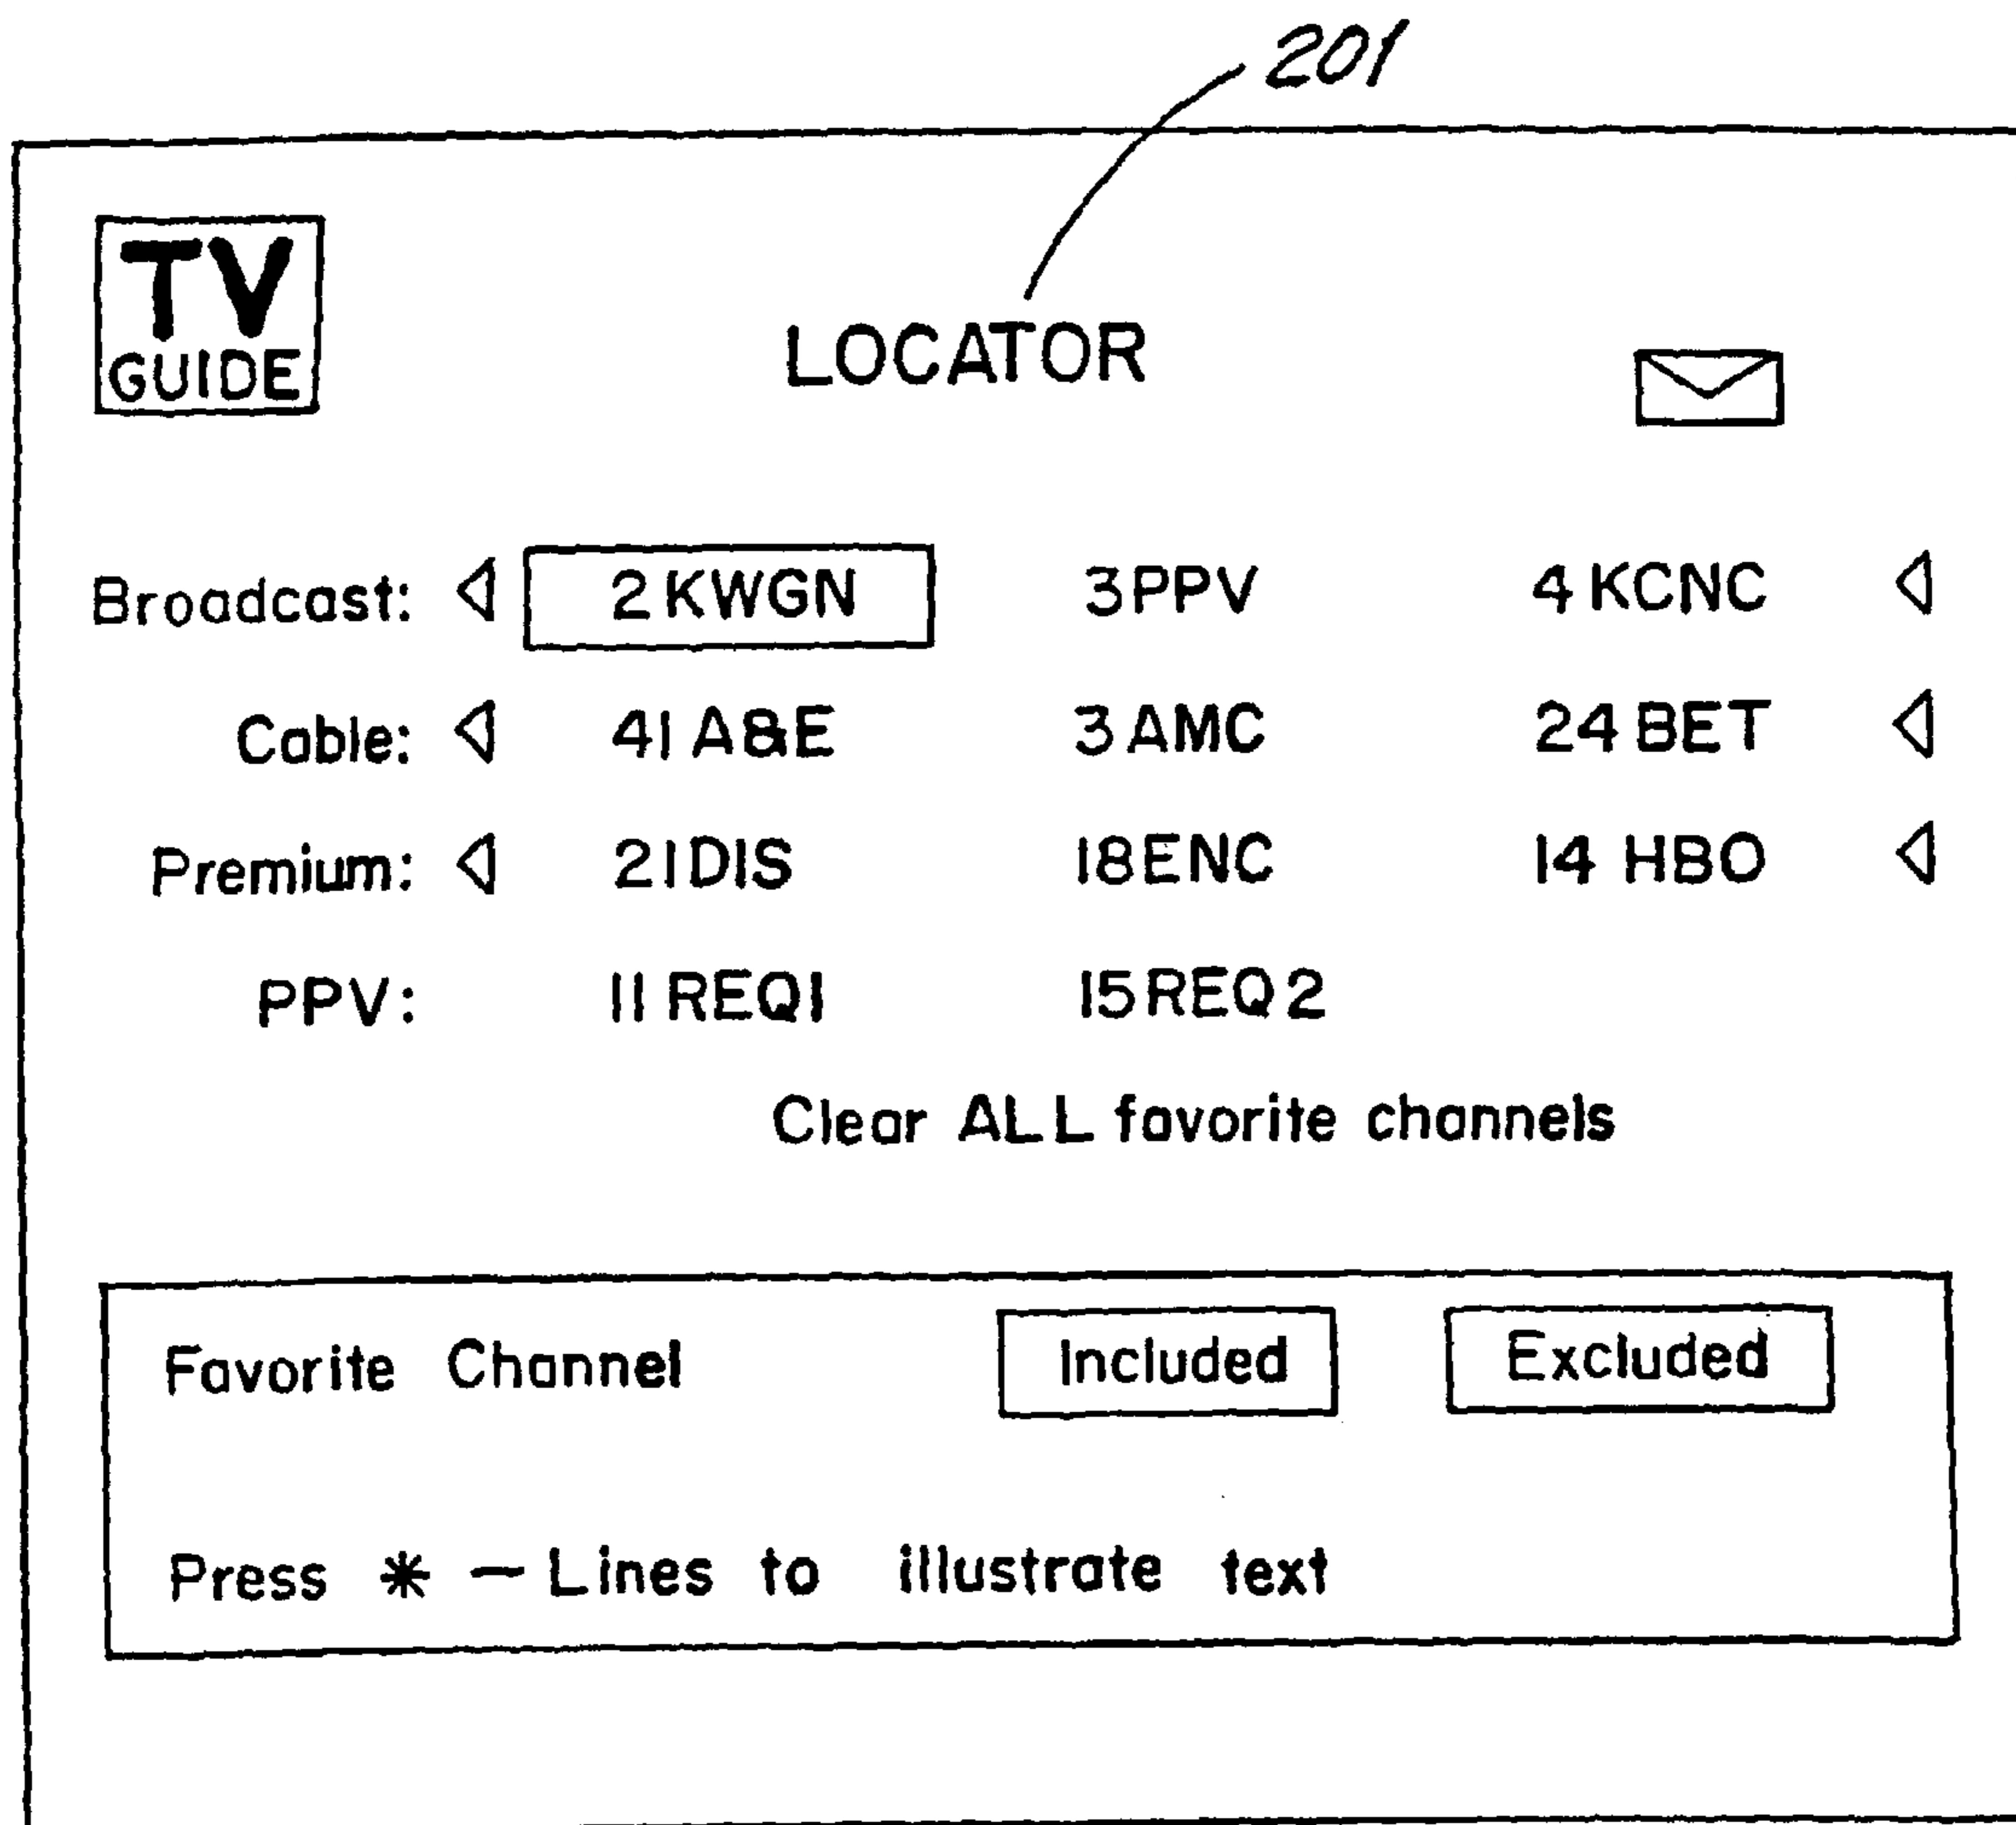 201
TV
GUIDE
LOCATOR
Broadcast: 2 KWGN 3 PPV 4 KCNC
Cable: 41 A&E 3 AMC 24 BET
Premium: 21 DIS 18 ENC 14 HBO
PPV: 11 REQ1 15 REQ 2
Clear ALL favorite channels
Favorite Channel Included Excluded
Press * — Lines to illustrate text